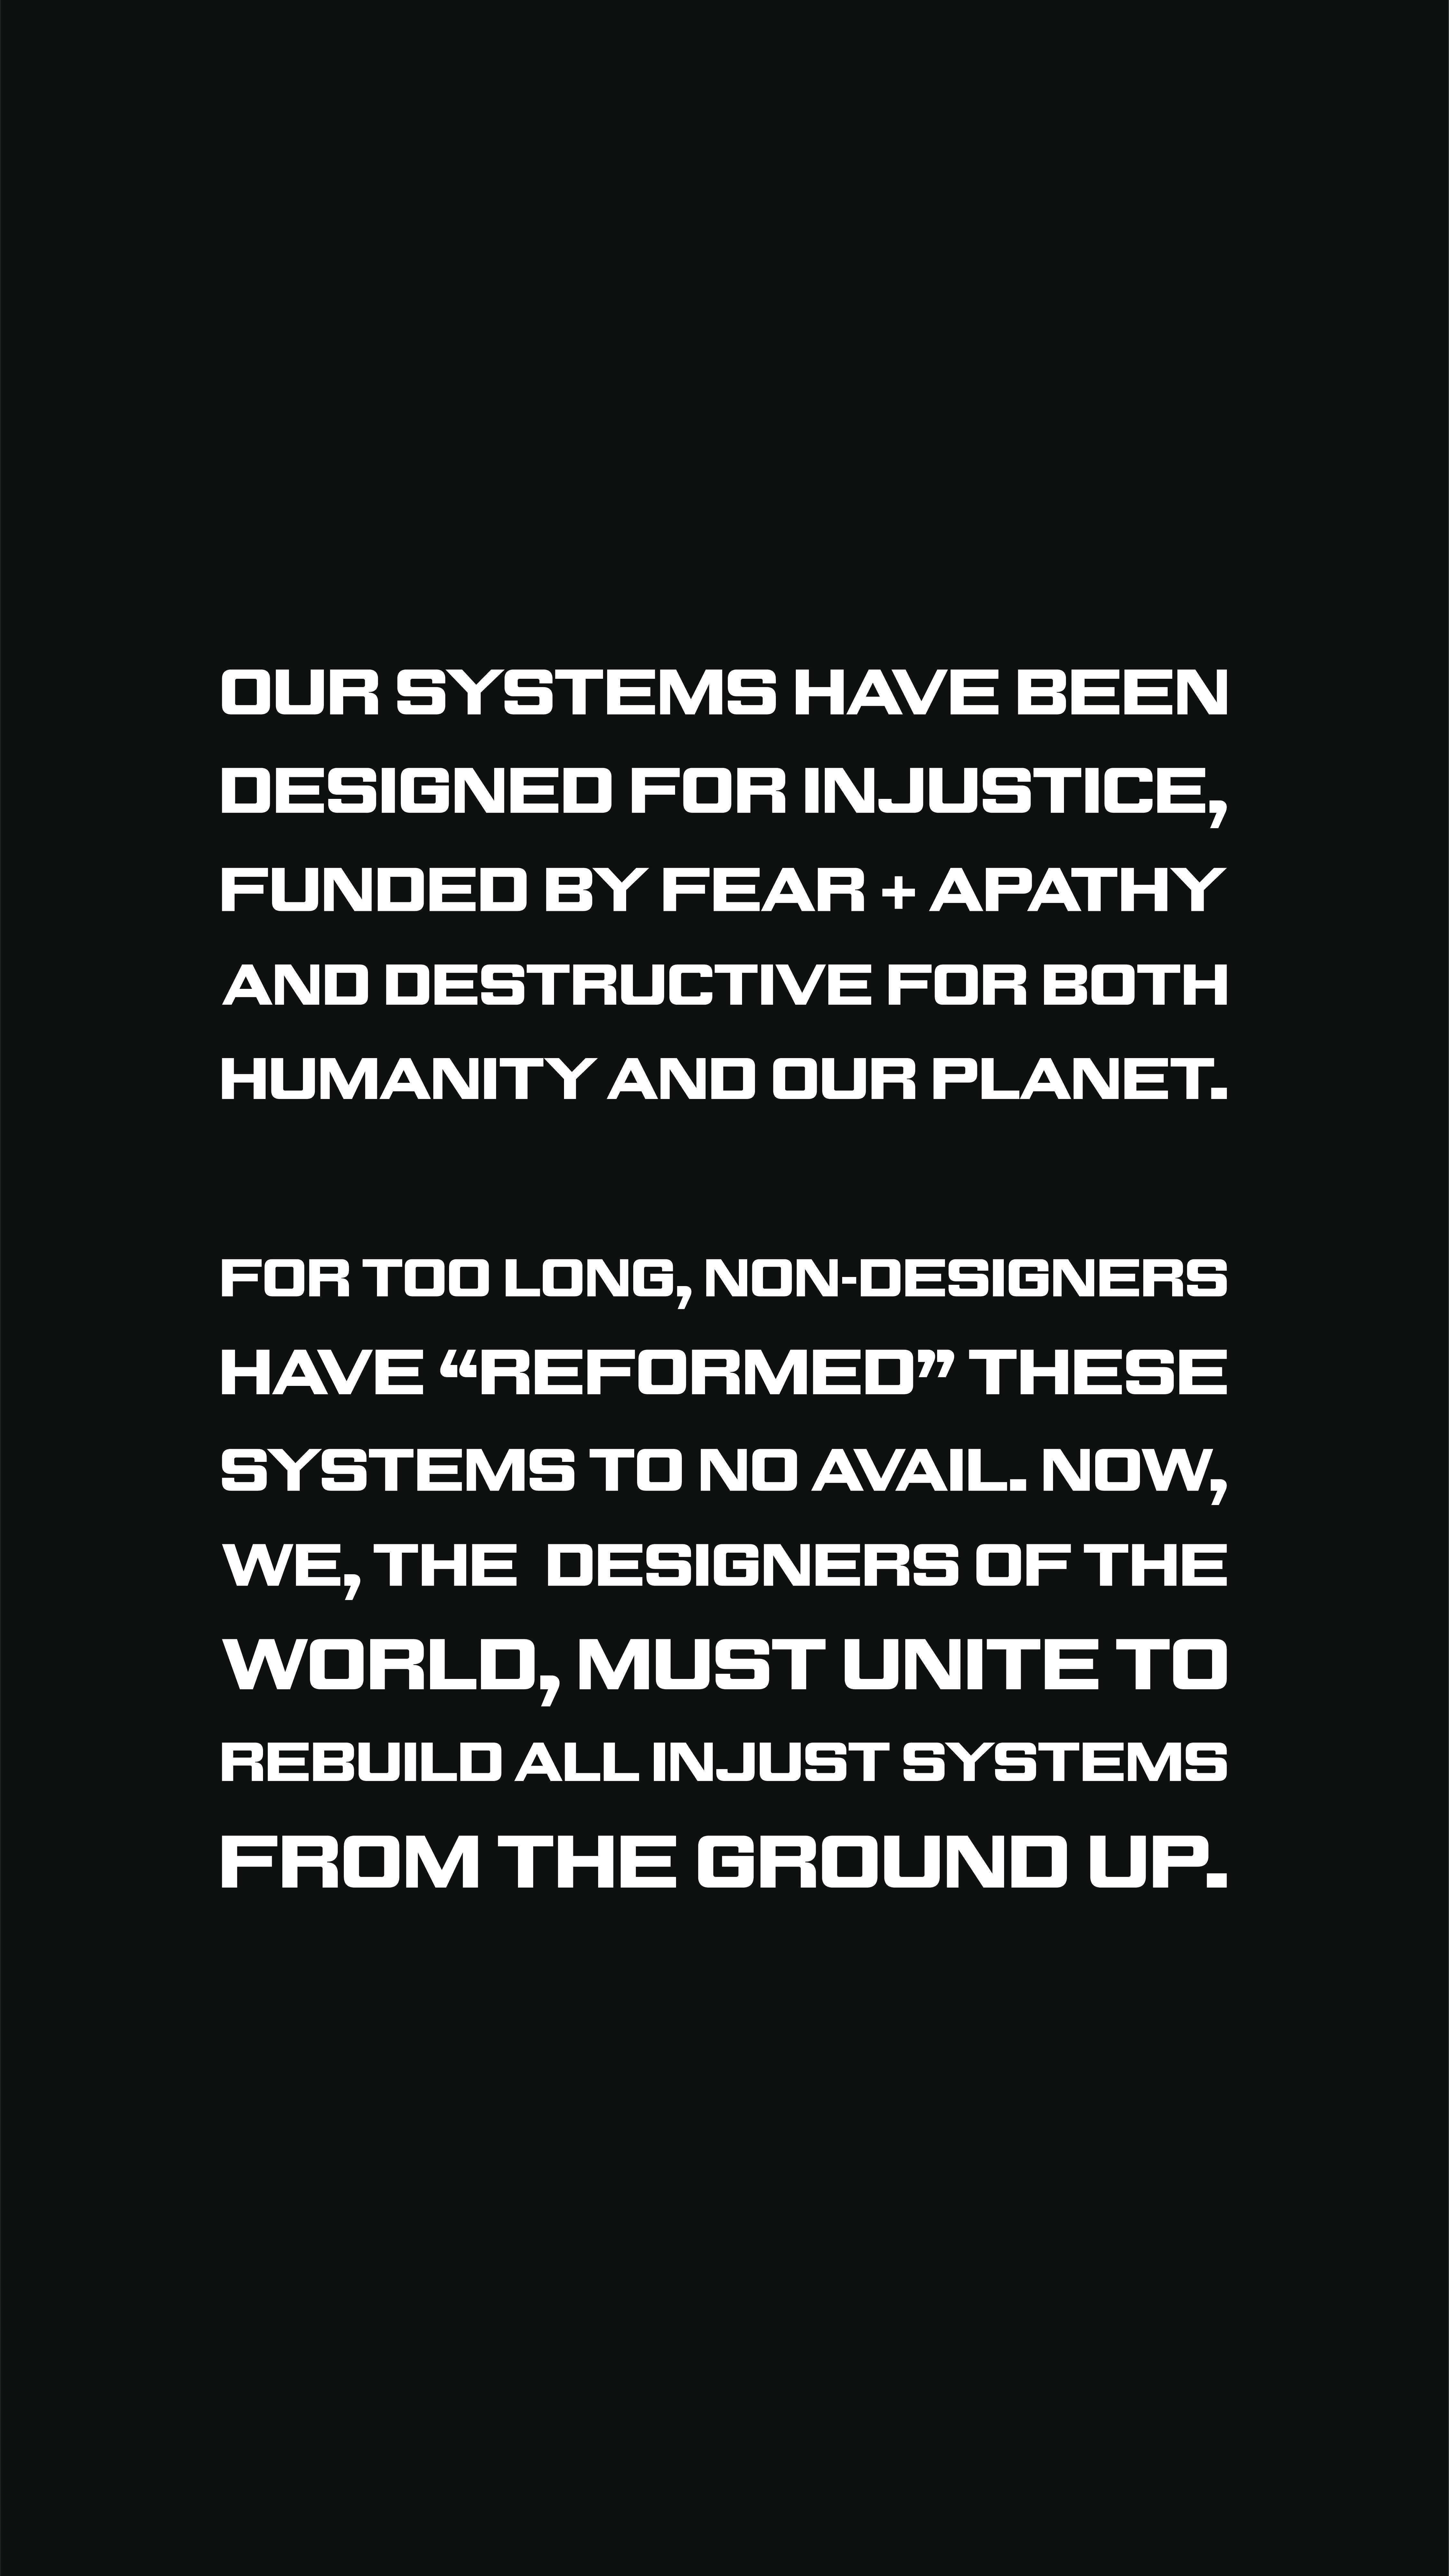 OUR SYSTEMS HAVE BEEN
DESIGNED FOR INJUSTICE,
FUNDED BY FEAR + APATHY
AND DESTRUCTIVE FOR BOTH
HUMANITY AND OUR PLANET.
FOR TOO LONG, NON-DESIGNERS
HAVE “REFORMED” THESE
SYSTEMS TO NO AVAIL. NOW,
WE, THE  DESIGNERS OF THE
WORLD, MUST UNITE TO
REBUILD ALL INJUST SYSTEMS
FROM THE GROUND UP.